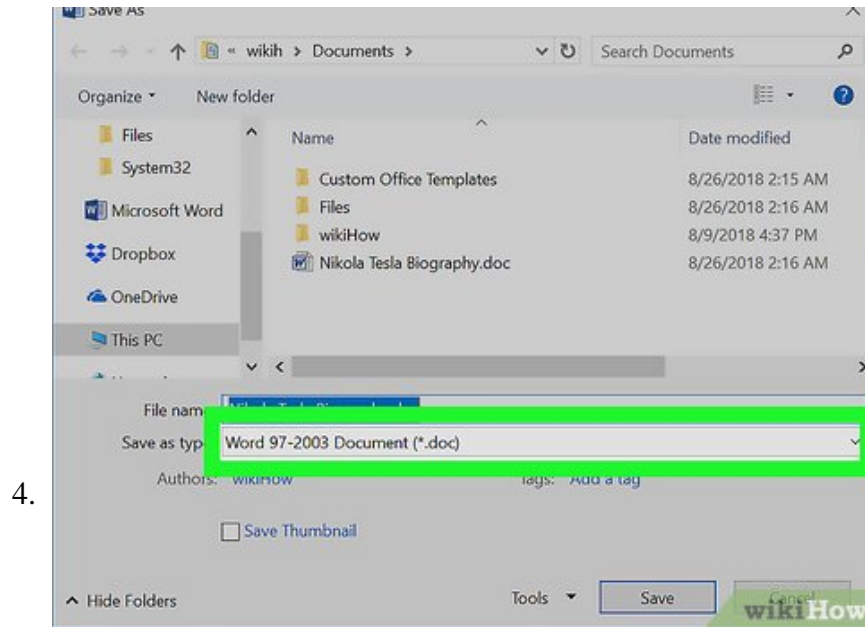 Save As
« wikih > Documents >
Search Documents
Organize
New folder
Files
System32
Microsoft Word
Dropbox
OneDrive
This PC
Name
Date modified
Custom Office Templates
8/26/2018 2:15 AM
Files
8/26/2018 2:16 AM
wikiHow
8/9/2018 4:37 PM
Nikola Tesla Biography.doc
8/26/2018 2:16 AM
File nam
Save as typ
Word 97-2003 Document (*.doc)
Authors: wikiHow
Tags: Add a tag
4.
Save Thumbnail
Hide Folders
Tools
Save
Cancel
wikiHow